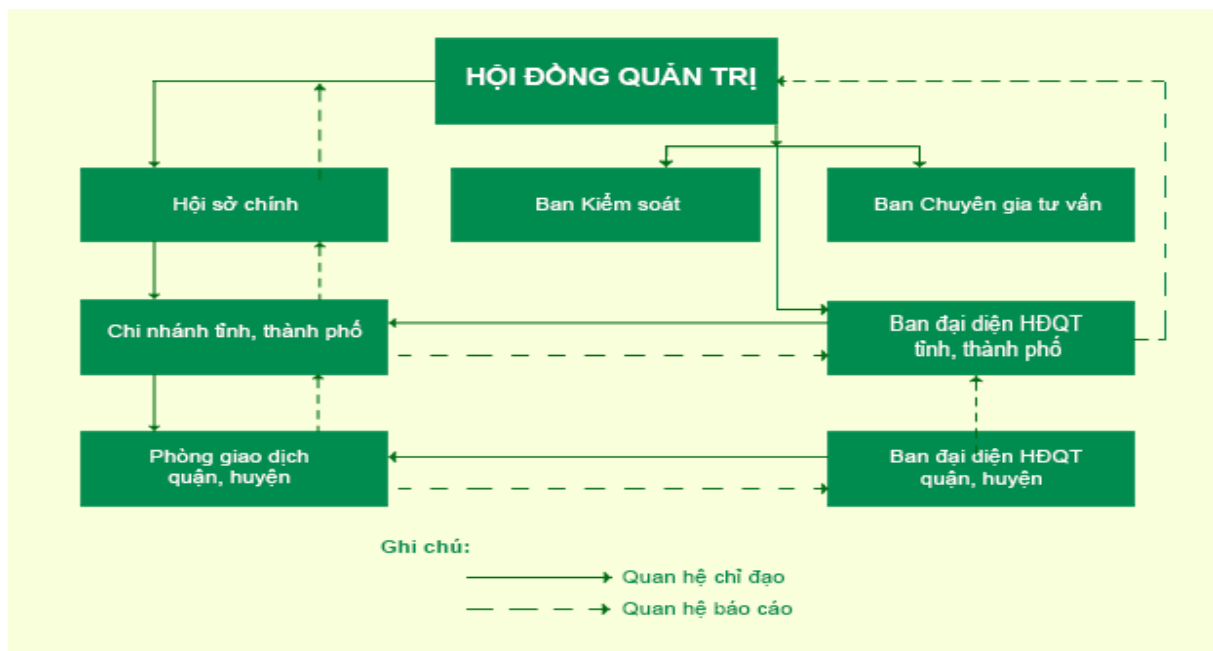 HỘI ĐỒNG QUẢN TRỊ
Hội sở chính
Ban Kiểm soát
Ban Chuyên gia tư vấn
Chi nhánh tỉnh, thành phố
Ban đại diện HĐQT
tỉnh, thành phố
Phòng giao dịch
quận, huyện
Ban đại diện HĐQT
quận, huyện
Ghi chú:
Quan hệ chỉ đạo
Quan hệ báo cáo